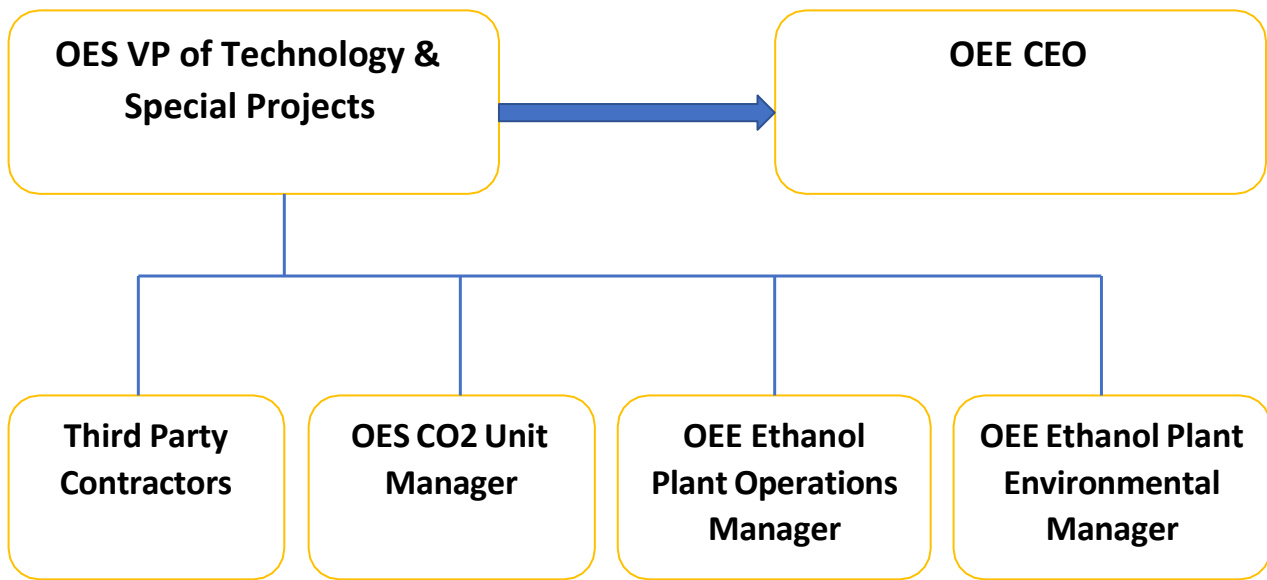 OES VP of Technology &
Special Projects
OEE CEO
Third Party
Contractors
OES CO2 Unit
Manager
OEE Ethanol
Plant Operations
Manager
OEE Ethanol Plant
Environmental
Manager